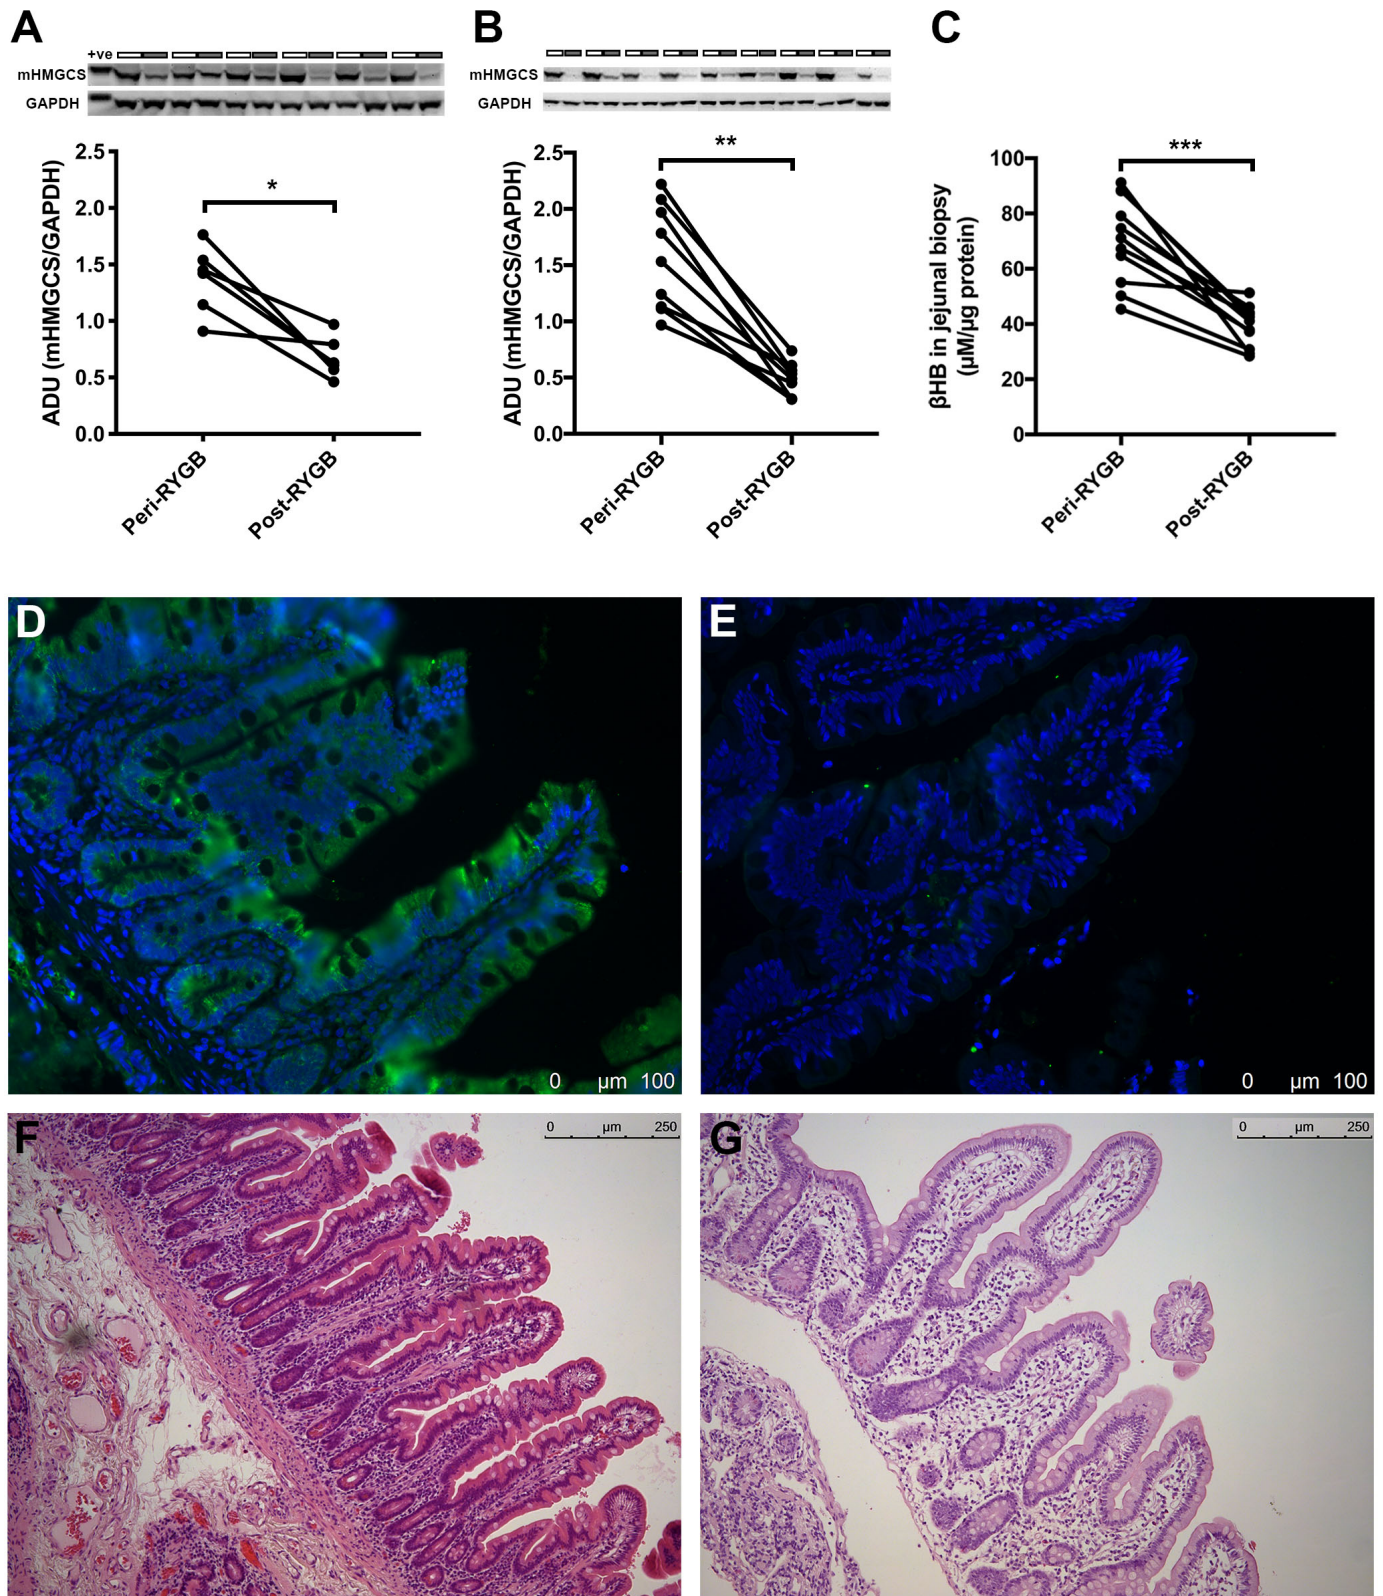 A
+ve
mHMGCS
GAPDH
2.5
2.0
1.5
1.0
0.5
0.0
ADU (mHMGCS/GAPDH)
*
Peri-RYGB
Post-RYGB
B
mHMGCS
GAPDH
2.5
2.0
1.5
1.0
0.5
0.0
ADU (mHMGCS/GAPDH)
**
Peri-RYGB
Post-RYGB
C
100
80
60
40
20
0
βHB in jejunal biopsy
(µM/µg protein)
***
Peri-RYGB
Post-RYGB
D
0 µm 100
E
0 µm 100
F
0 µm 250
G
0 µm 250